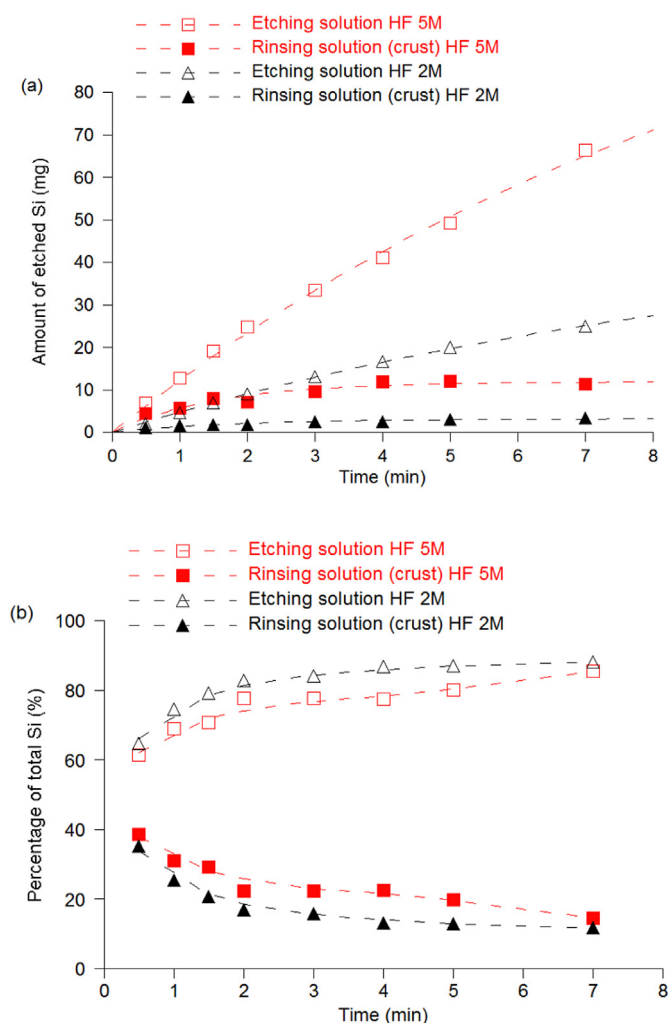 Etching solution HF 5M
Rinsing solution (crust) HF 5M
Etching solution HF 2M
Rinsing solution (crust) HF 2M
(a)
80
70
60
50
40
30
20
10
0
Amount of etched Si (mg)
0 1 2 3 4 5 6 7 8
Time (min)
Etching solution HF 5M
Rinsing solution (crust) HF 5M
Etching solution HF 2M
Rinsing solution (crust) HF 2M
(b)
100
80
60
40
20
0
Percentage of total Si (%)
0 1 2 3 4 5 6 7 8
Time (min)